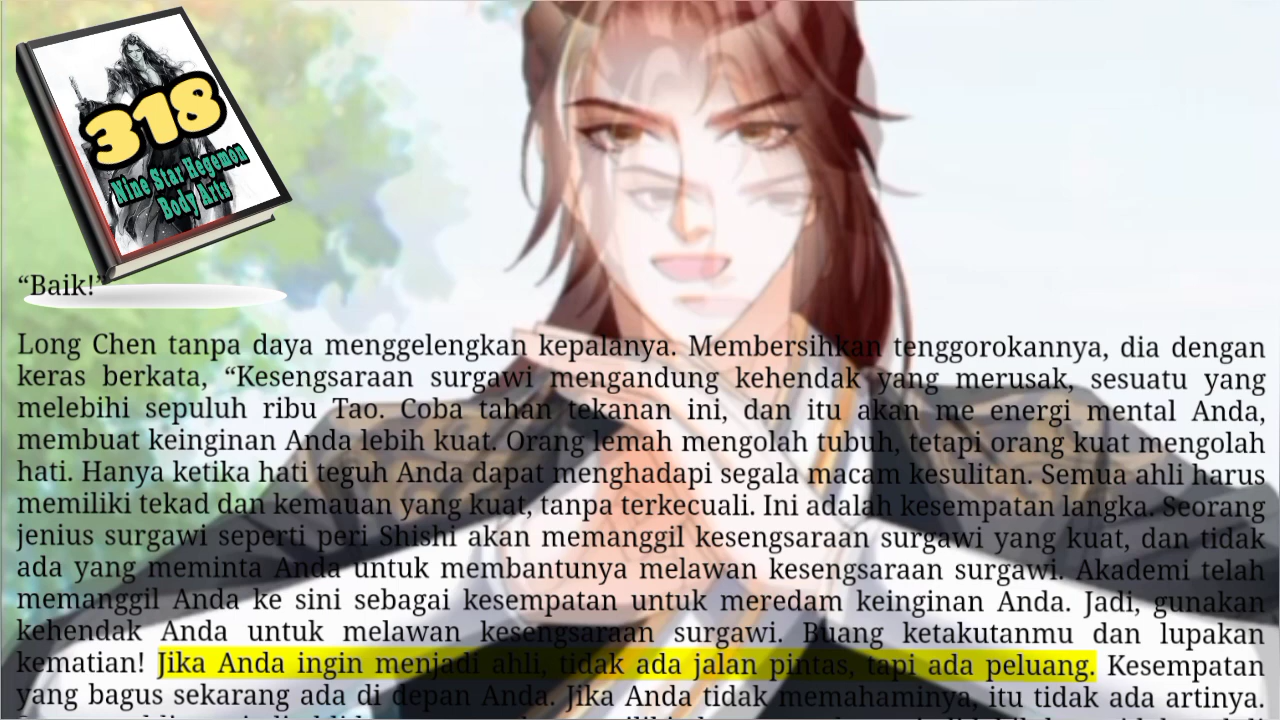 318
Nine Star Hegemon
Body Arts
“Baik!”
Long Chen tanpa daya menggelengkan kepalanya. Membersihkan tenggorokannya, dia dengan
keras berkata, “Kesengsaraan surgawi mengandung kehendak yang merusak, sesuatu yang
melebihi sepuluh ribu Tao. Coba tahan tekanan ini, dan itu akan me energi mental Anda,
membuat keinginan Anda lebih kuat. Orang lemah mengolah tubuh, tetapi orang kuat mengolah
hati. Hanya ketika hati teguh Anda dapat menghadapi segala macam kesulitan. Semua ahli harus
memiliki tekad dan kemauan yang kuat, tanpa terkecuali. Ini adalah kesempatan langka. Seorang
jenius surgawi seperti peri Shishi akan memanggil kesengsaraan surgawi yang kuat, dan tidak
ada yang meminta Anda untuk membantunya melawan kesengsaraan surgawi. Akademi telah
memanggil Anda ke sini sebagai kesempatan untuk meredam keinginan Anda. Jadi, gunakan
kehendak Anda untuk melawan kesengsaraan surgawi. Buang ketakutanmu dan lupakan
kematian! Jika Anda ingin menjadi ahli, tidak ada jalan pintas, tapi ada peluang. Kesempatan
yang bagus sekarang ada di depan Anda. Jika Anda tidak memahaminya, itu tidak ada artinya.